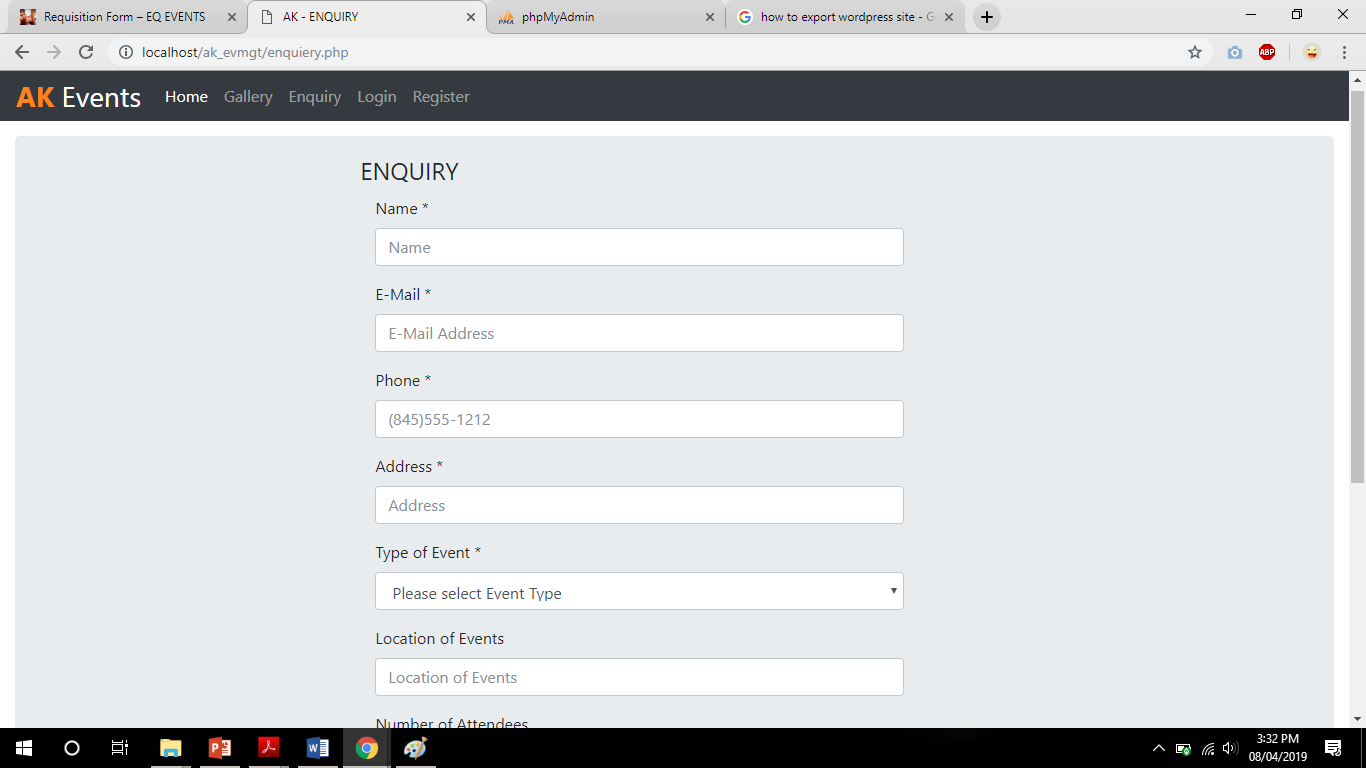 Requisition Form – EQ EVENTS
AK - ENQUIRY
phpMyAdmin
how to export wordpress site - G
localhost/ak_evmgt/enquiery.php
ABP
AK Events Home Gallery Enquiry Login Register
ENQUIRY
Name *
Name
E-Mail *
E-Mail Address
Phone *
(845)555-1212
Address *
Address
Type of Event *
Please select Event Type
Location of Events
Location of Events
Number of Attendees
3:32 PM
08/04/2019